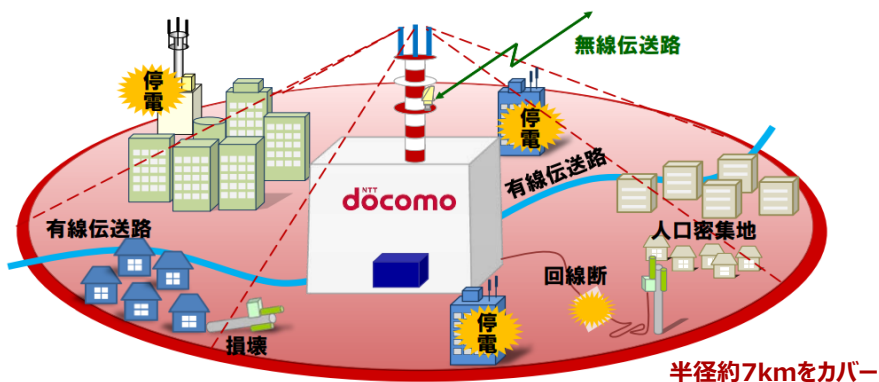 無線伝送路
停電
停電
NTT
docomo
有線伝送路
有線伝送路
人口密集地
回線断
停電
損壊
半径約7kmをカバー